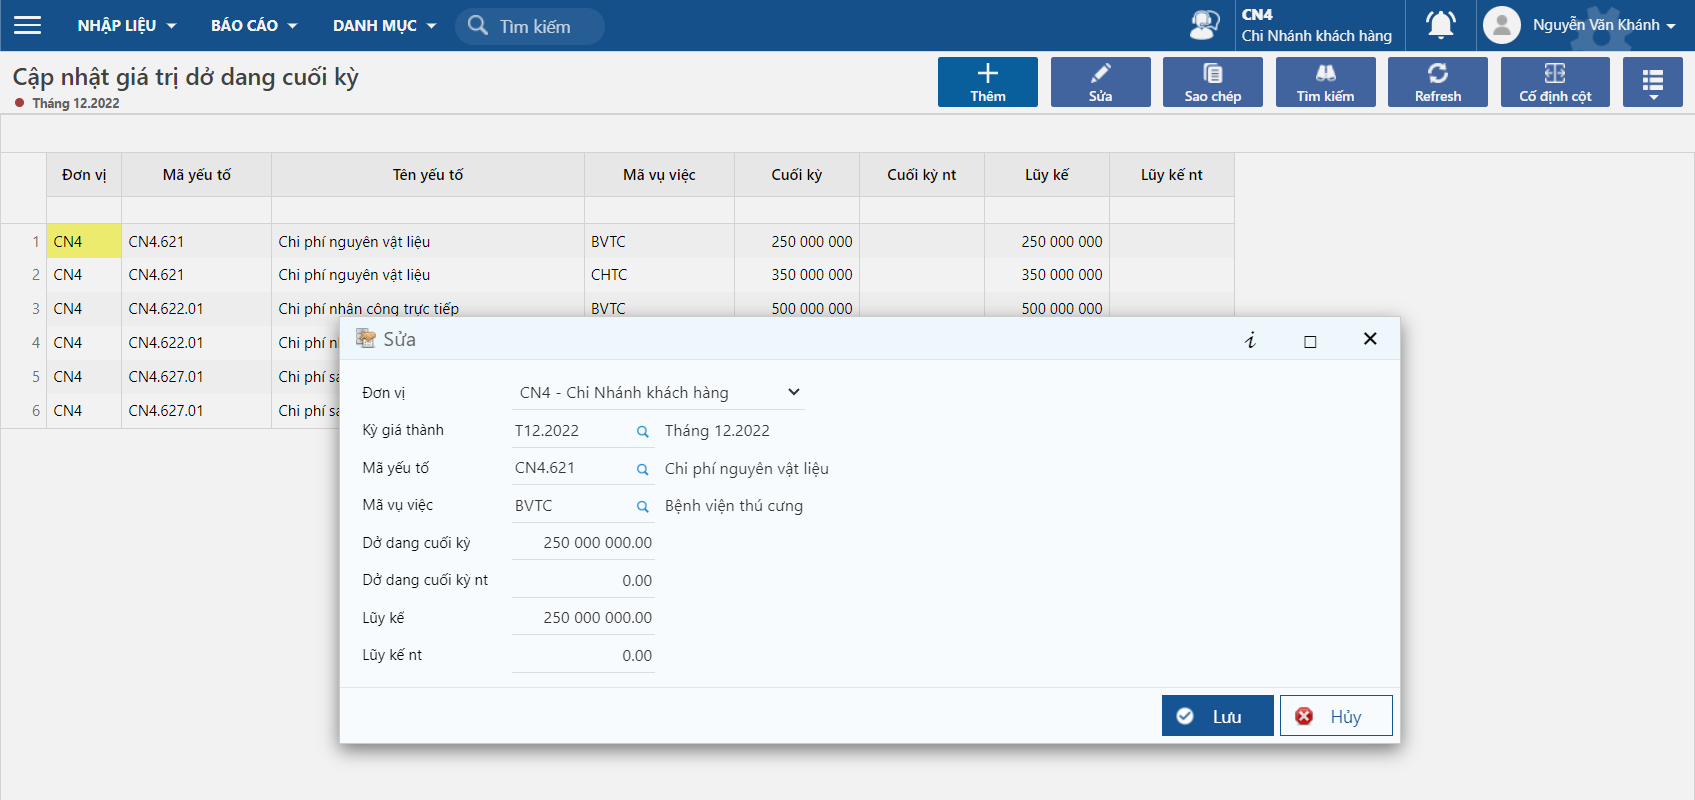 NHẬP LIỆU BÁO CÁO DANH MỤC Tìm kiếm
CN4
Chi Nhánh khách hàng
Nguyễn Văn Khánh
Cập nhật giá trị dở dang cuối kỳ
Tháng 12.2022
Thêm Sửa Sao chép Tìm kiếm Refresh Cố định cột
Đơn vị Mã yếu tố Tên yếu tố Mã vụ việc Cuối kỳ Cuối kỳ nt Lũy kế Lũy kế nt
1 CN4 CN4.621 Chi phí nguyên vật liệu BVTC 250 000 000 250 000 000
2 CN4 CN4.621 Chi phí nguyên vật liệu CHTC 350 000 000 350 000 000
3 CN4 CN4.622.01 Chi phí nhân công trực tiếp BVTC 500 000 000 500 000 000
4 CN4 CN4.622.01 Chi phí
5 CN4 CN4.627.01 Chi phí
6 CN4 CN4.627.01 Chi phí
Sửa
Đơn vị CN4 - Chi Nhánh khách hàng
Kỳ giá thành T12.2022 Tháng 12.2022
Mã yếu tố CN4.621 Chi phí nguyên vật liệu
Mã vụ việc BVTC Bệnh viện thú cưng
Dở dang cuối kỳ 250 000 000.00
Dở dang cuối kỳ nt 0.00
Lũy kế 250 000 000.00
Lũy kế nt 0.00
Lưu Hủy